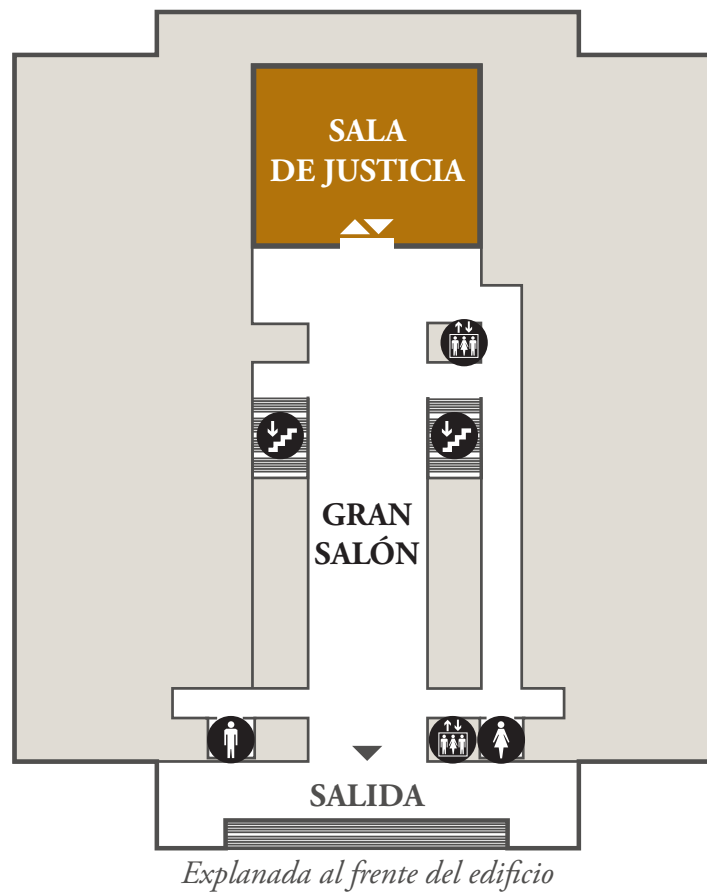 SALA
DE JUSTICIA
GRAN
SALÓN
SALIDA
Explanada al frente del edificio